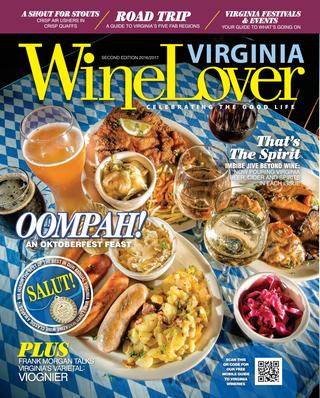 A SHOUT FOR STOUTS
CRISP AIR USHERS IN
CRISP QUAFFS
ROAD TRIP
A GUIDE TO VIRGINIA'S FIVE FAB REGIONS
VIRGINIA FESTIVALS
& EVENTS
YOUR GUIDE TO WHAT'S GOING ON
SECOND EDITION 2016/2017
VIRGINIA
WineLover
CELEBRATING THE GOOD LIFE
That's
The Spirit
IMBIBE JIVE BEYOND WINE:
NOW POURING VIRGINIA
BEER, CIDER AND SPIRITS
IN EACH ISSUE
OOMPAH!
AN OKTOBERFEST FEAST
SALUT!
PLUS
FRANK MORGAN TALKS
VIRGINIA'S VARIETAL:
VIOGNIER
SCAN THIS
QR CODE FOR
OUR FREE
MOBILE GUIDE
TO VIRGINIA
WINERIES